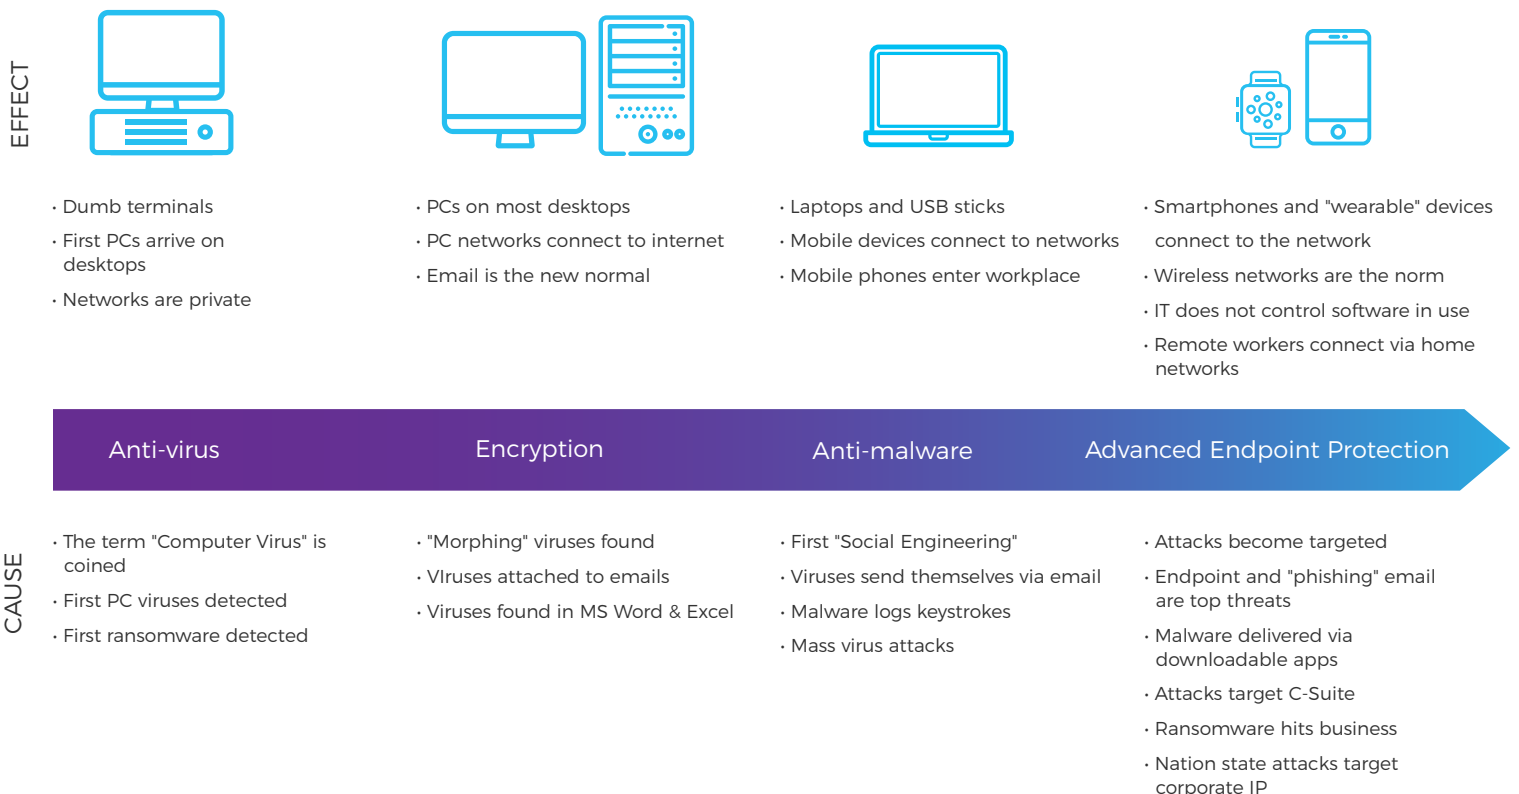 EFFECT
• Dumb terminals
• First PCs arrive on
desktops
• Networks are private
• PCs on most desktops
• PC networks connect to internet
• Email is the new normal
• Laptops and USB sticks
• Mobile devices connect to networks
• Mobile phones enter workplace
• Smartphones and "wearable" devices
connect to the network
• Wireless networks are the norm
• IT does not control software in use
• Remote workers connect via home
networks
Anti-virus
Encryption
Anti-malware
Advanced Endpoint Protection
CAUSE
• The term "Computer Virus" is
coined
• First PC viruses detected
• First ransomware detected
• "Morphing" viruses found
• VIruses attached to emails
• Viruses found in MS Word & Excel
• First "Social Engineering"
• Viruses send themselves via email
• Malware logs keystrokes
• Mass virus attacks
• Attacks become targeted
• Endpoint and "phishing" email
are top threats
• Malware delivered via
downloadable apps
• Attacks target C-Suite
• Ransomware hits business
• Nation state attacks target
corporate IP